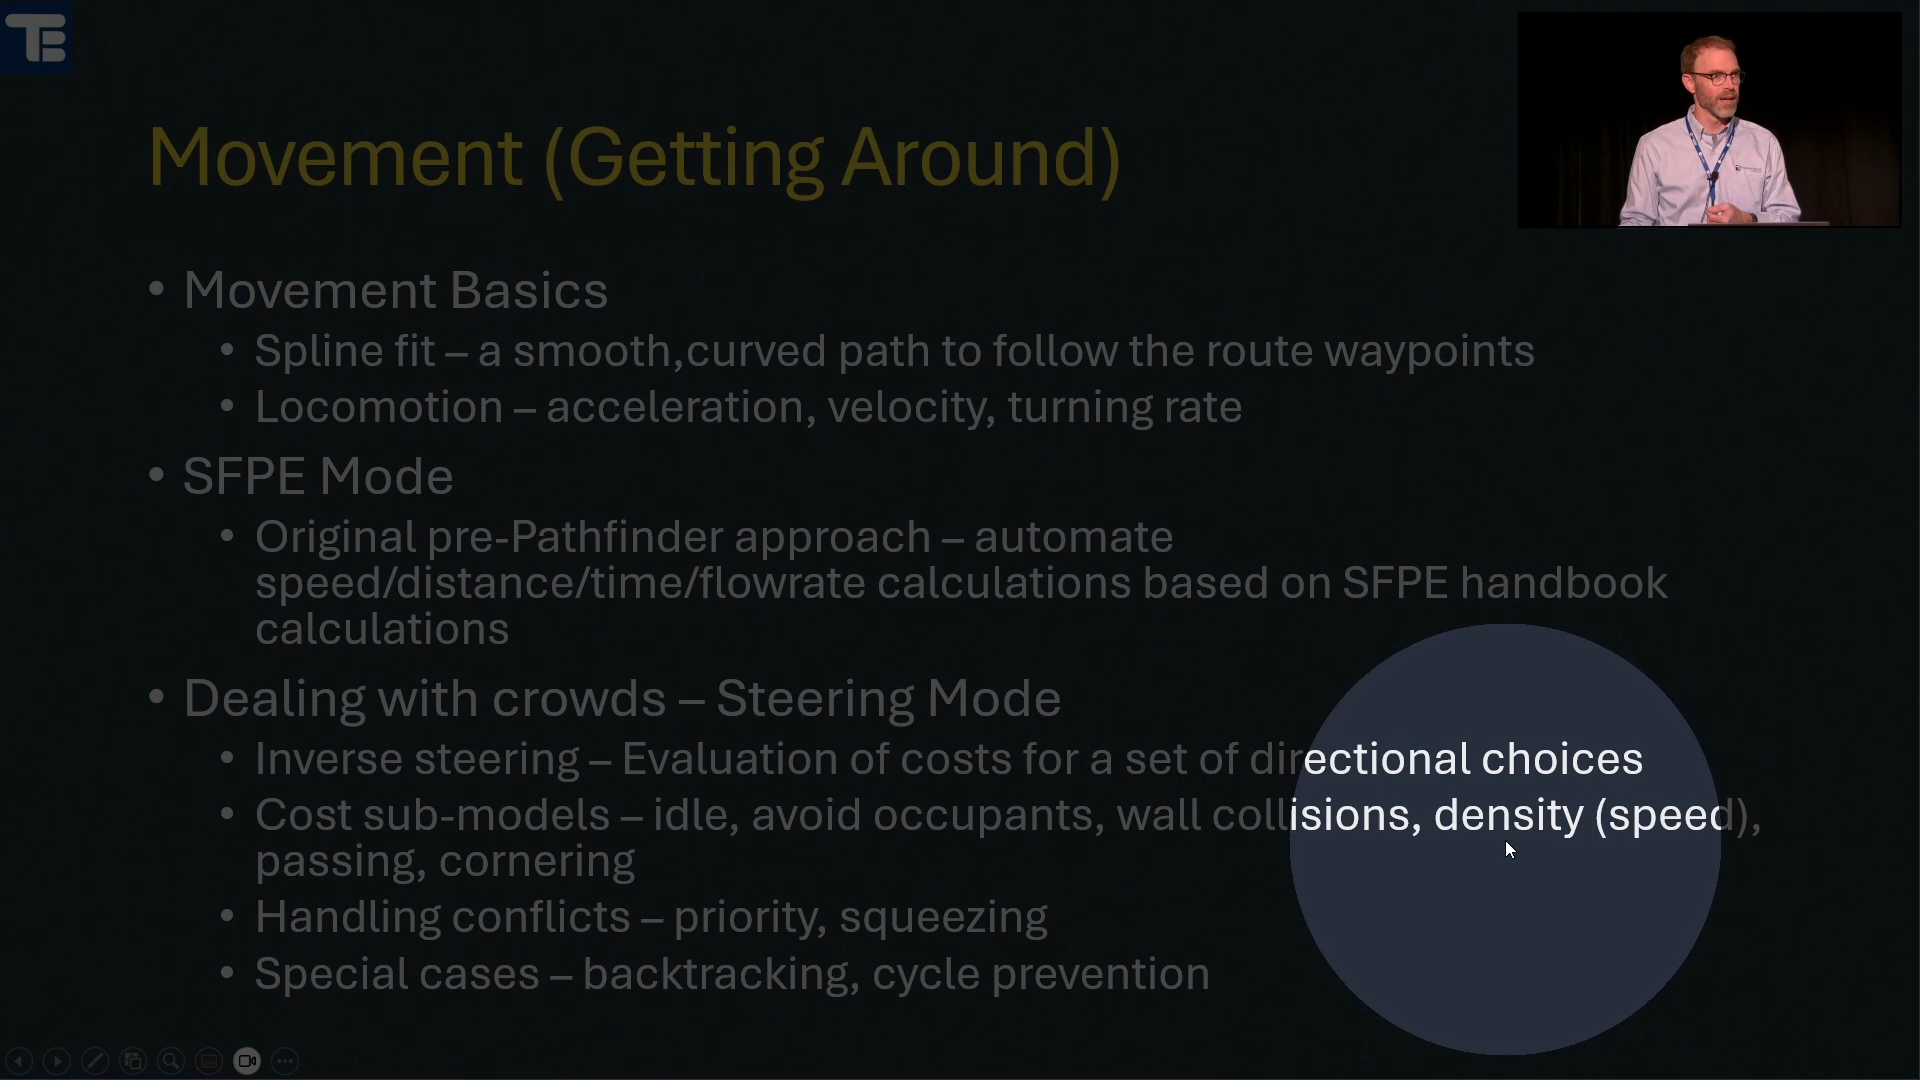 TB
Movement (Getting Around)
• Movement Basics
• Spline fit – a smooth,curved path to follow the route waypoints
• Locomotion – acceleration, velocity, turning rate
• SFPE Mode
• Original pre-Pathfinder approach – automate
speed/distance/time/flowrate calculations based on SFPE handbook
calculations
• Dealing with crowds – Steering Mode
• Inverse steering – Evaluation of costs for a set of directional choices
• Cost sub-models – idle, avoid occupants, wall collisions, density (speed),
passing, cornering
• Handling conflicts – priority, squeezing
• Special cases – backtracking, cycle prevention